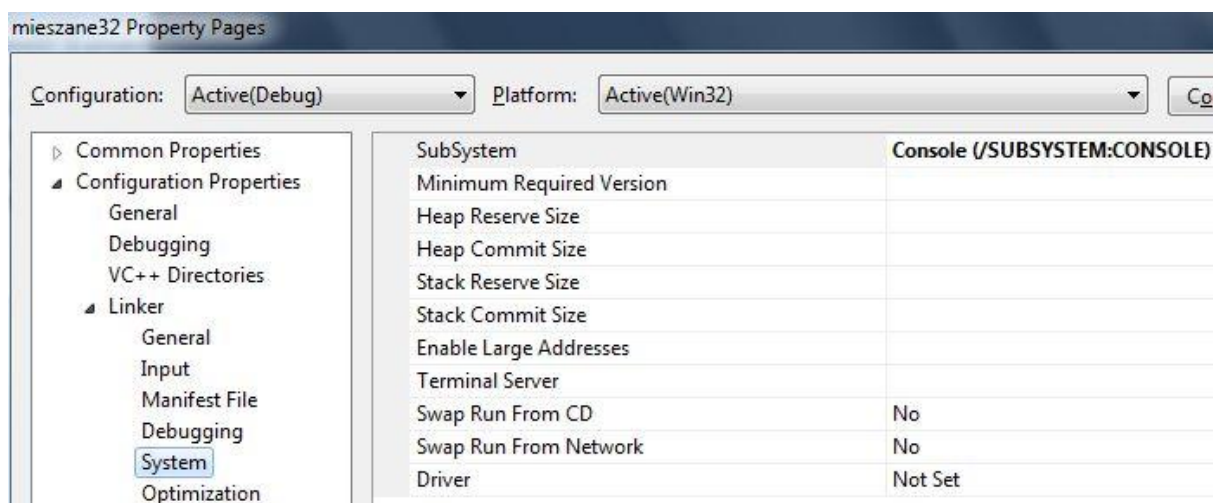 mieszane32 Property Pages
Configuration: Active(Debug) Platform: Active(Win32)
Common Properties
Configuration Properties
General
Debugging
VC++ Directories
Linker
General
Input
Manifest File
Debugging
System
Optimization
SubSystem Console (/SUBSYSTEM:CONSOLE)
Minimum Required Version
Heap Reserve Size
Heap Commit Size
Stack Reserve Size
Stack Commit Size
Enable Large Addresses
Terminal Server
Swap Run From CD No
Swap Run From Network No
Driver Not Set